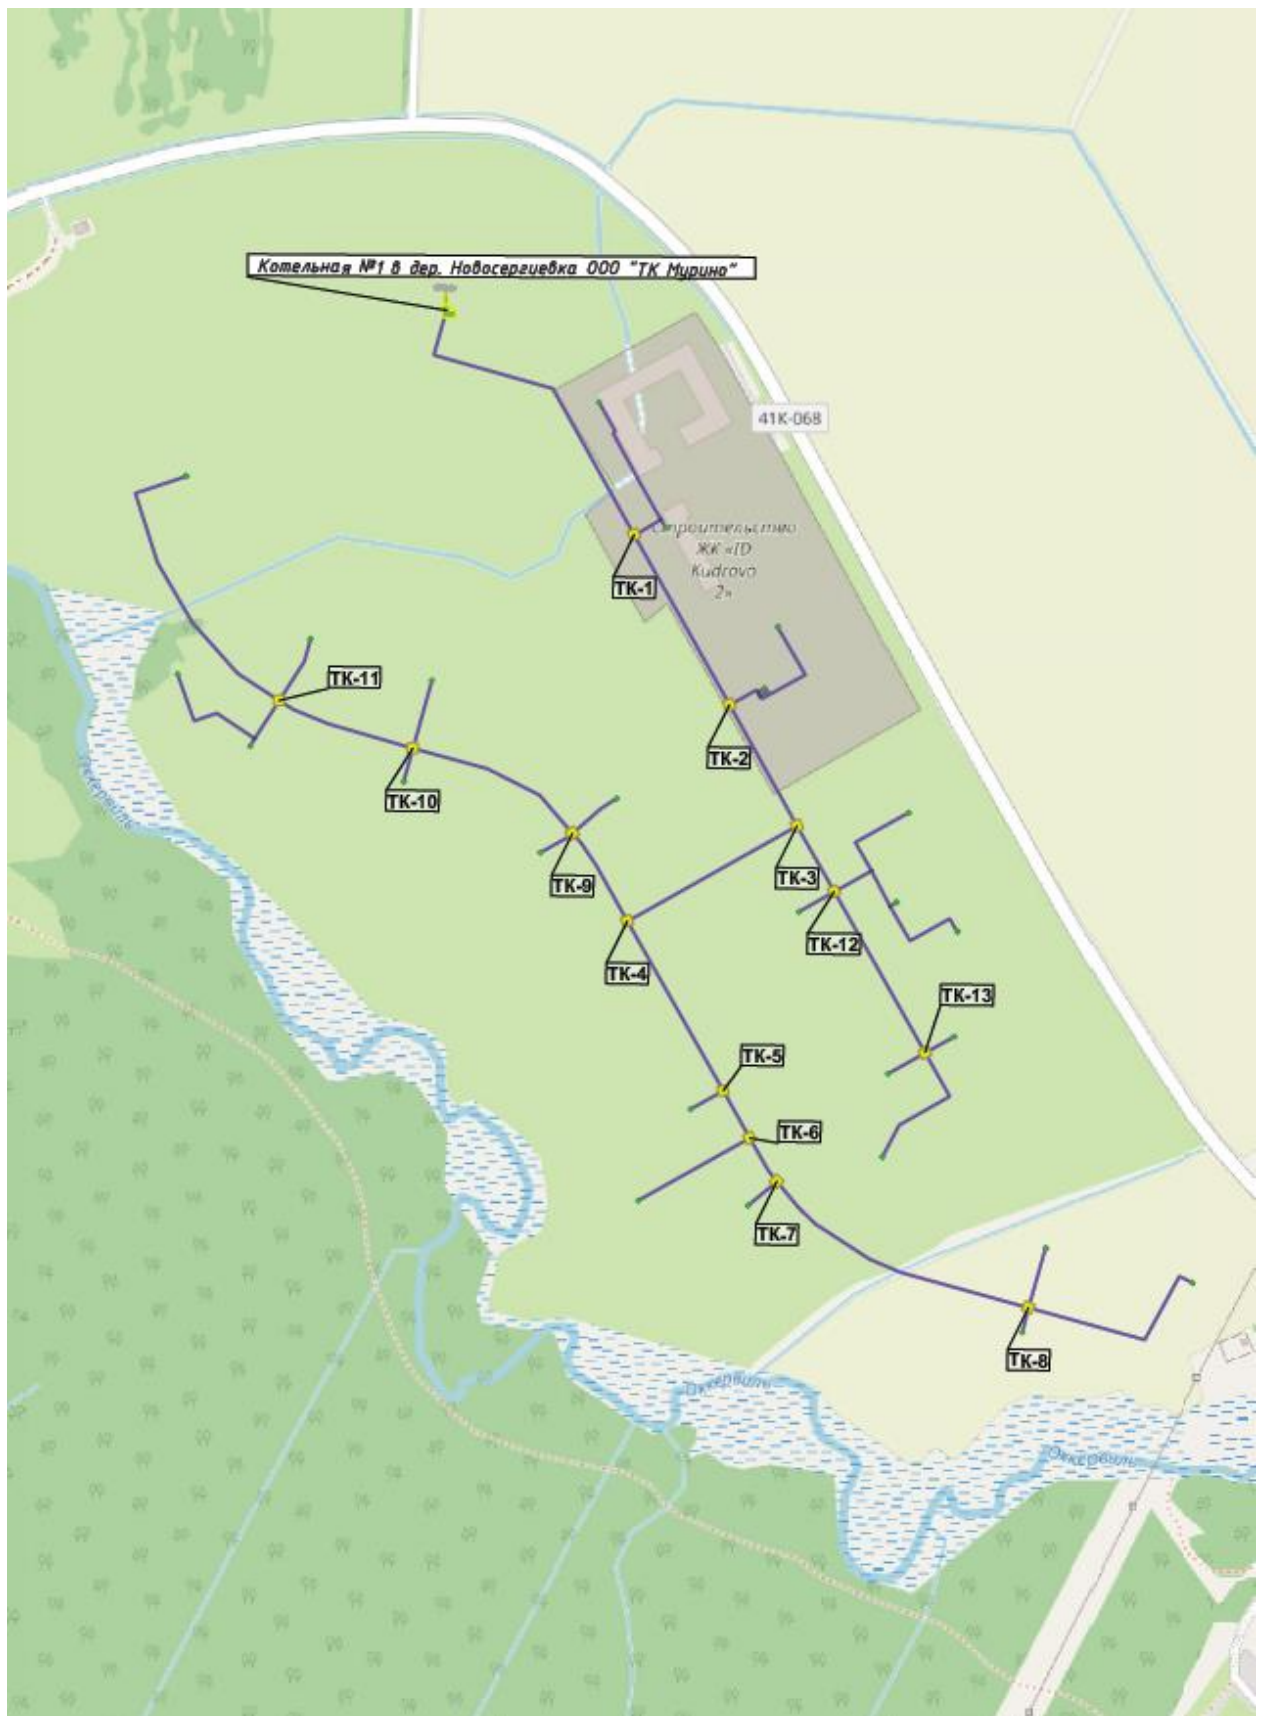 Котельная №1 в дер. Новосергиевка ООО "ТК Мурино"
41К-068
Строительство
ЖК «ID
Kudrovo
2»
ТК-1
ТК-11
ТК-2
ТК-10
ТК-3
ТК-9
ТК-12
ТК-4
ТК-13
ТК-5
ТК-6
ТК-7
ТК-8
Оккервиль
Оккервиль
Оккервиль